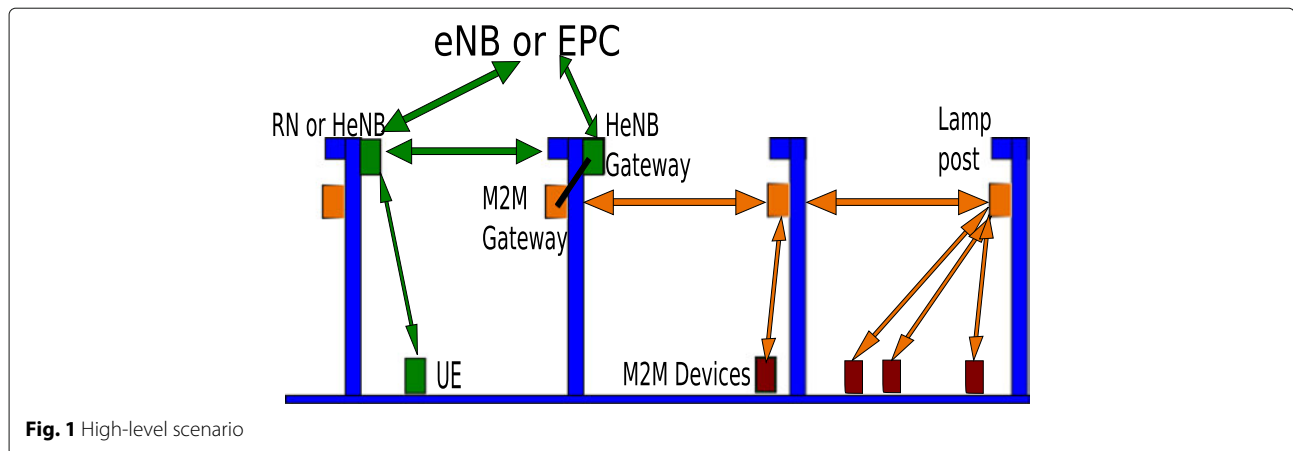 eNB or EPC
RN or HeNB
HeNB
Gateway
Lamp
post
M2M
Gateway
UE
M2M Devices
Fig. 1 High-level scenario